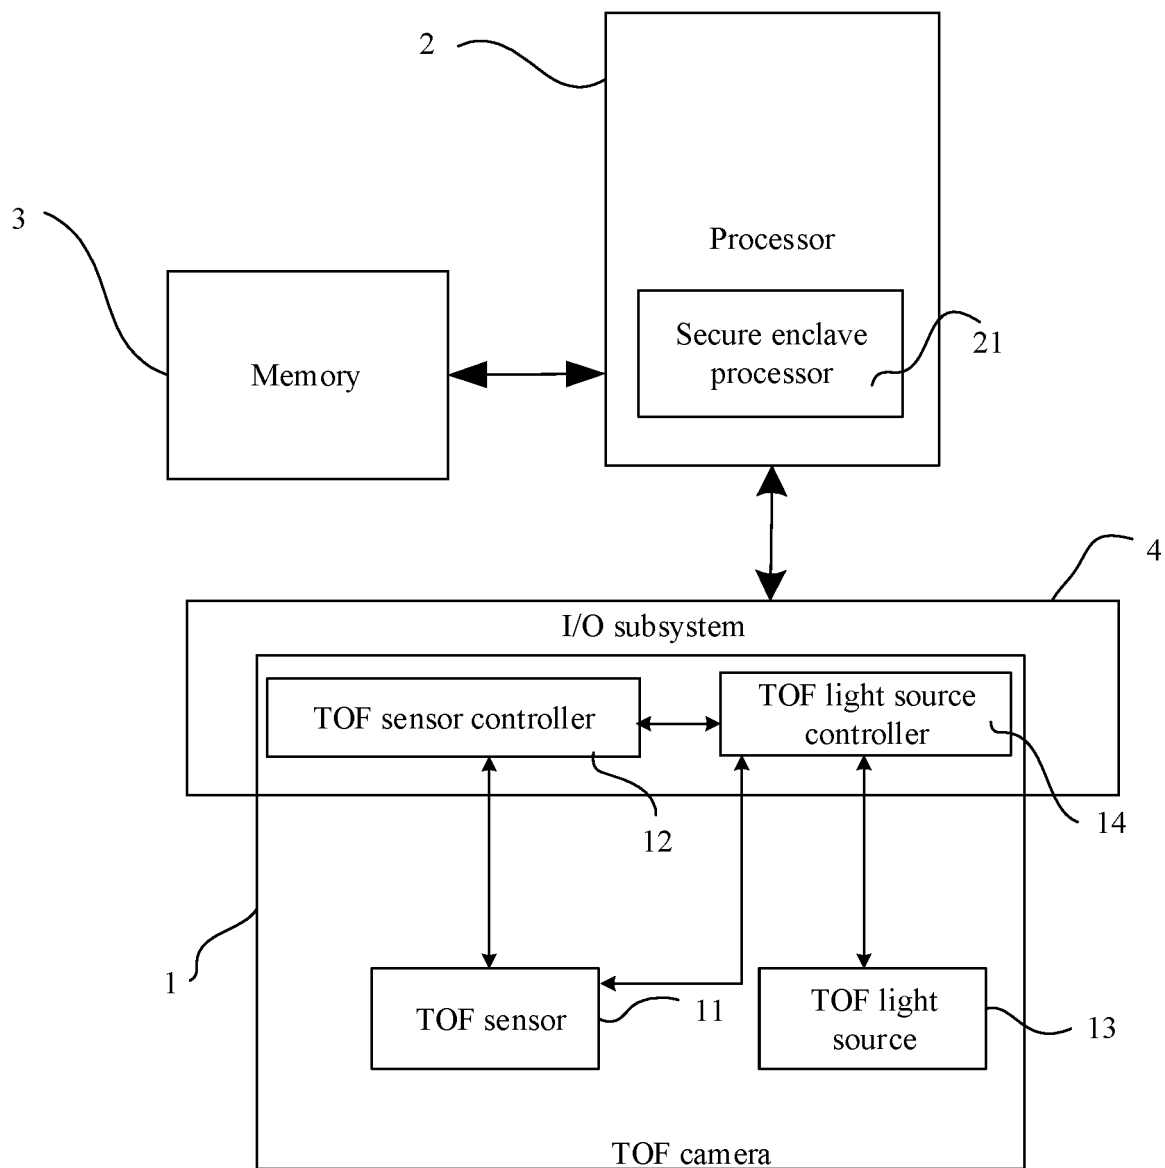 2
3
Processor
Memory
Secure enclave
processor
21
4
I/O subsystem
TOF sensor controller
TOF light source
controller
12
14
1
TOF sensor
11
TOF light
source
13
TOF camera